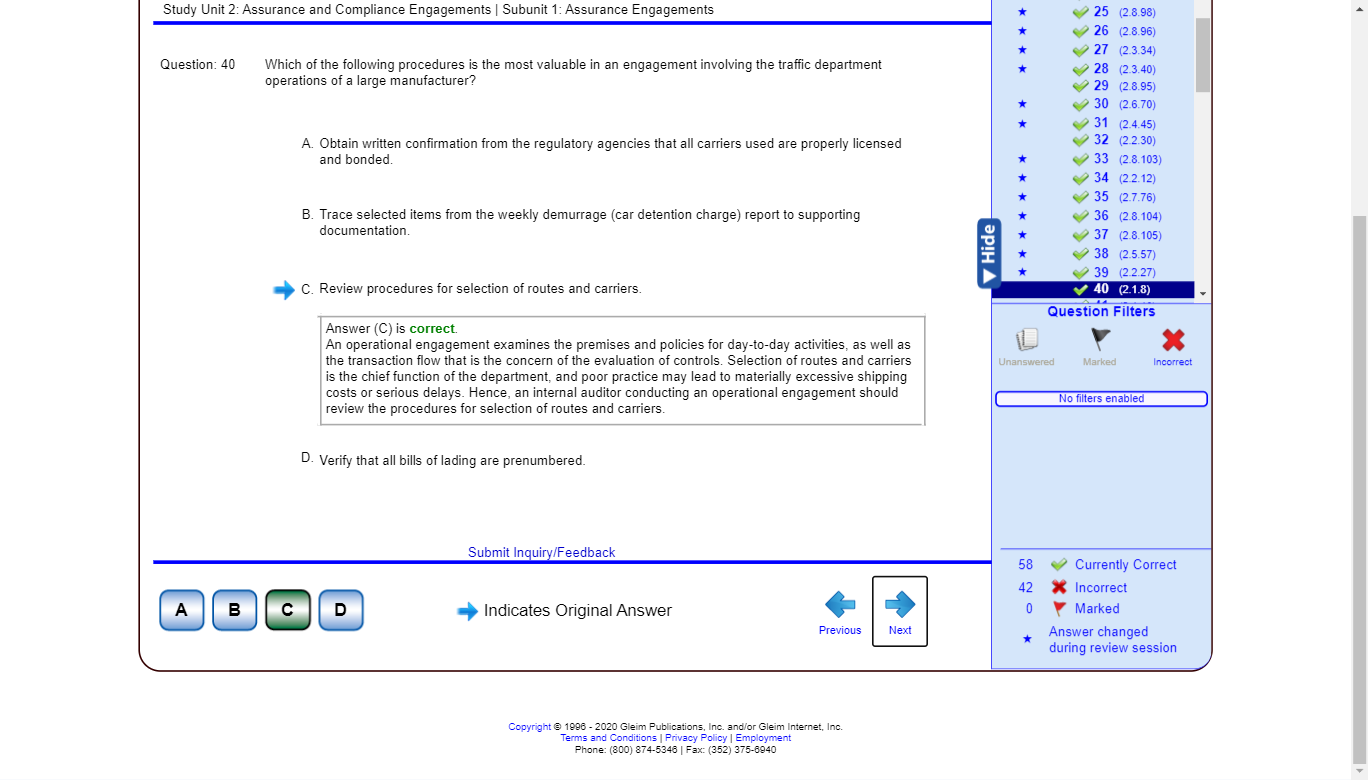 Study Unit 2: Assurance and Compliance Engagements | Subunit 1: Assurance Engagements
Question: 40
Which of the following procedures is the most valuable in an engagement involving the traffic department
operations of a large manufacturer?
A. Obtain written confirmation from the regulatory agencies that all carriers used are properly licensed
and bonded.
B. Trace selected items from the weekly demurrage (car detention charge) report to supporting
documentation.
C. Review procedures for selection of routes and carriers.
Answer (C) is correct.
An operational engagement examines the premises and policies for day-to-day activities, as well as
the transaction flow that is the concern of the evaluation of controls. Selection of routes and carriers
is the chief function of the department, and poor practice may lead to materially excessive shipping
costs or serious delays. Hence, an internal auditor conducting an operational engagement should
review the procedures for selection of routes and carriers.
D. Verify that all bills of lading are prenumbered.
Submit Inquiry/Feedback
A B C D
Indicates Original Answer
Previous
Next
Hide
25 (2.8.98)
26 (2.8.96)
27 (2.3.34)
28 (2.3.40)
29 (2.8.95)
30 (2.6.70)
31 (2.4.45)
32 (2.2.30)
33 (2.8.103)
34 (2.2.12)
35 (2.7.76)
36 (2.8.104)
37 (2.8.105)
38 (2.5.57)
39 (2.2.27)
40 (2.1.8)
Question Filters
Unanswered
Marked
Incorrect
No filters enabled
58 Currently Correct
42 Incorrect
0 Marked
Answer changed
during review session
Copyright © 1996 - 2020 Gleim Publications, Inc. and/or Gleim Internet, Inc.
Terms and Conditions | Privacy Policy | Employment
Phone: (800) 874-5346 | Fax: (352) 375-6940